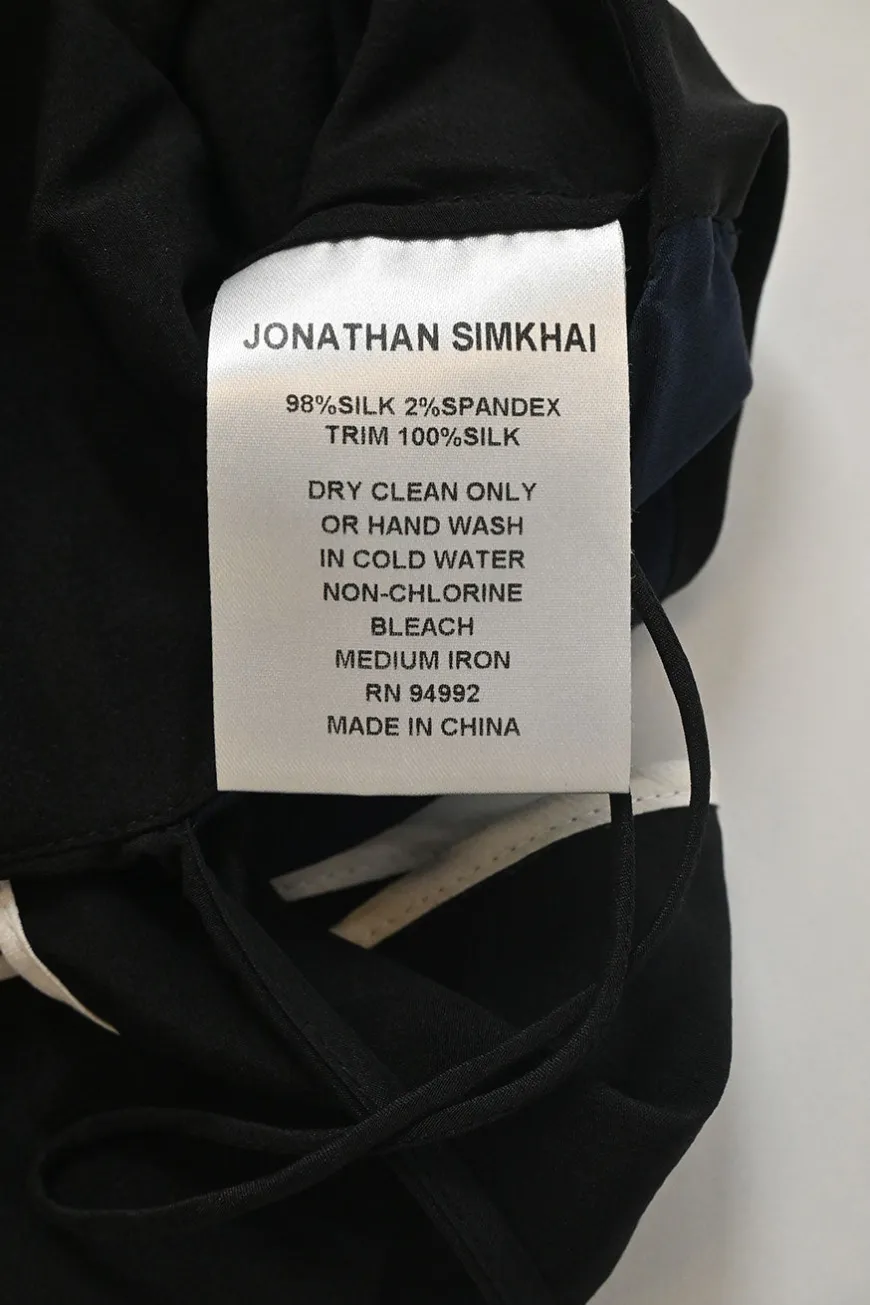 JONATHAN SIMKHAI
98%SILK 2%SPANDEX
TRIM 100%SILK
DRY CLEAN ONLY
OR HAND WASH
IN COLD WATER
NON-CHLORINE
BLEACH
MEDIUM IRON
RN 94992
MADE IN CHINA